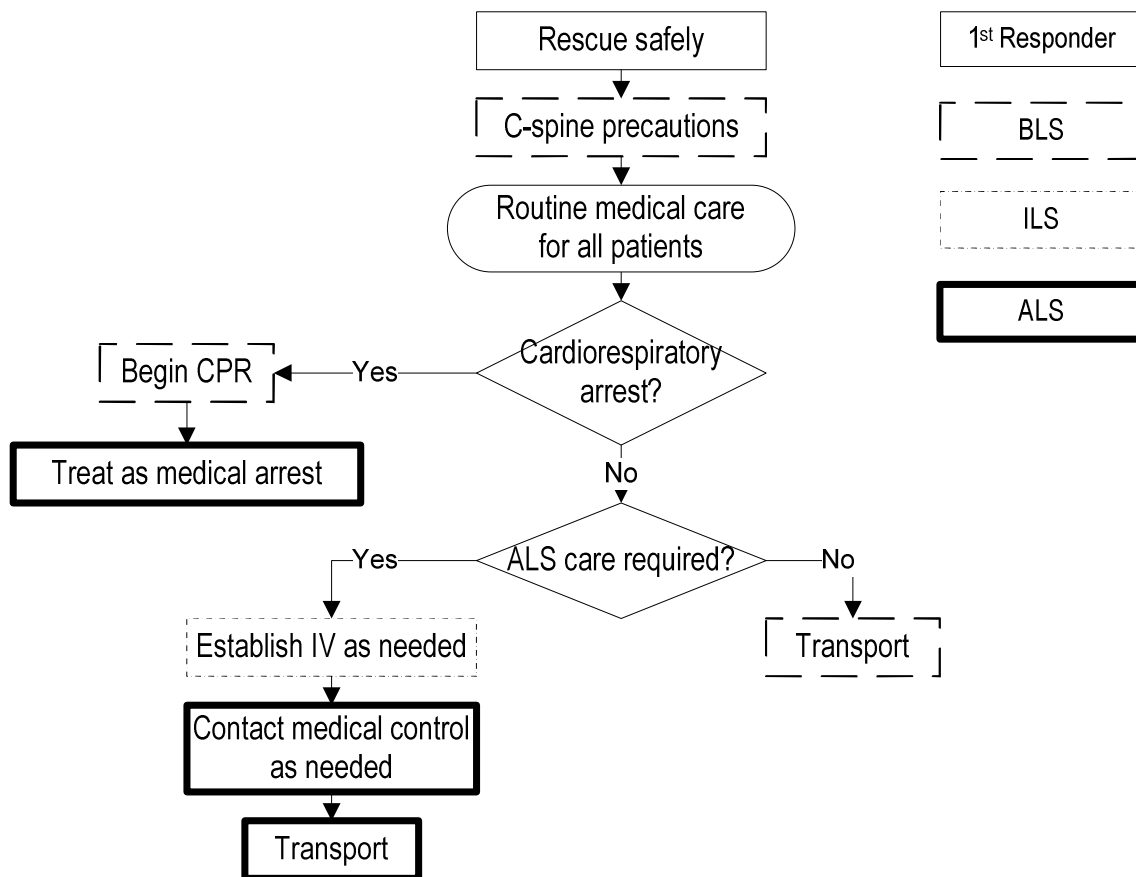 Rescue safely
1st Responder
C-spine precautions
BLS
Routine medical care
for all patients
ILS
ALS
Cardiorespiratory
arrest?
Yes
Begin CPR
Treat as medical arrest
No
ALS care required?
Yes
No
Establish IV as needed
Transport
Contact medical control
as needed
Transport